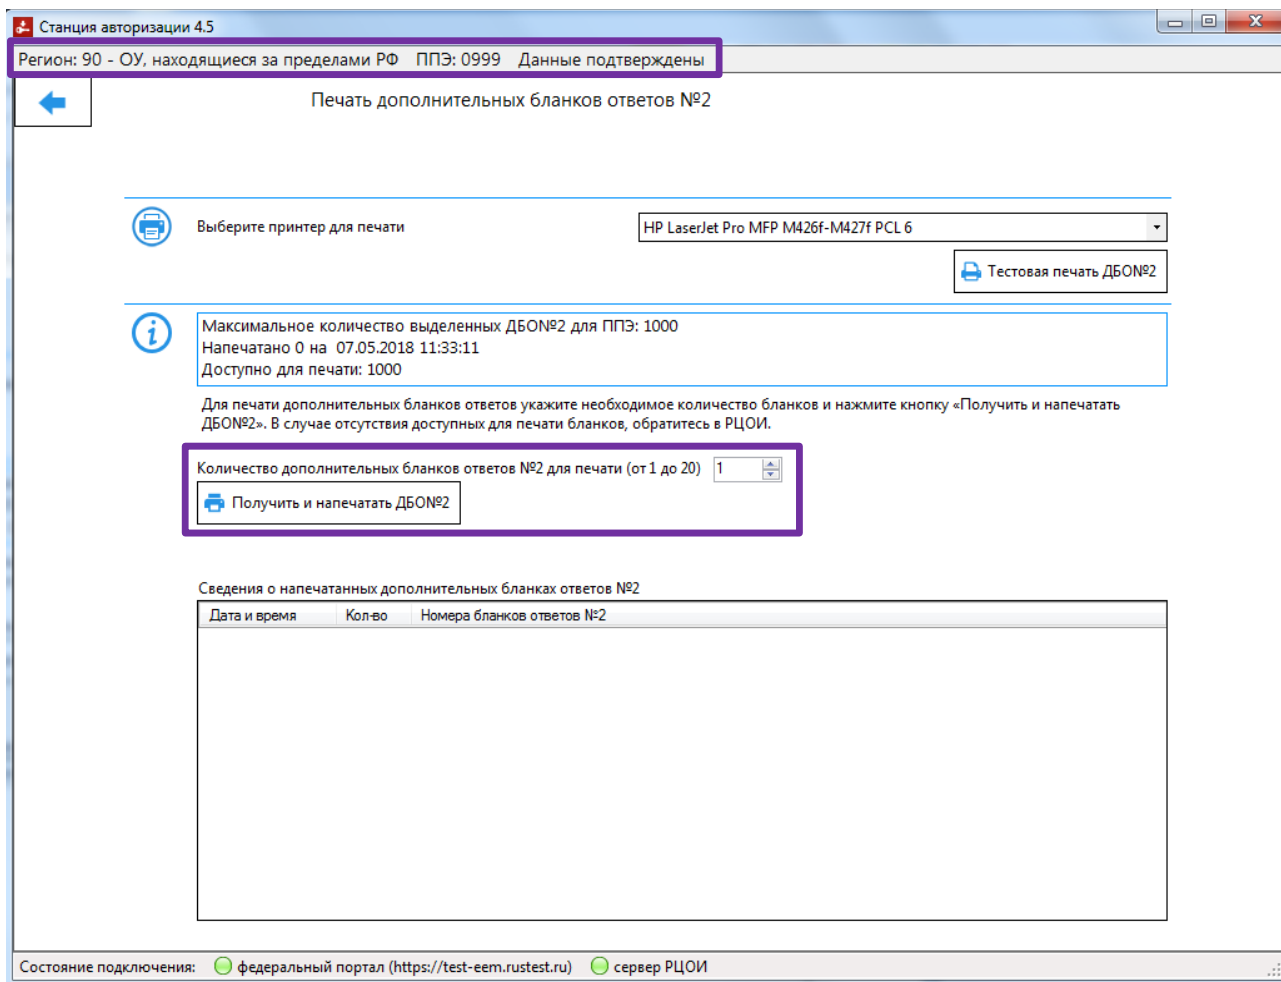 Станция авторизации 4.5
Регион: 90 - ОУ, находящиеся за пределами РФ ППЭ: 0999 Данные подтверждены
Печать дополнительных бланков ответов №2
Выберите принтер для печати
HP LaserJet Pro MFP M426f-M427f PCL 6
Тестовая печать ДБО№2
Максимальное количество выделенных ДБО№2 для ППЭ: 1000
Напечатано 0 на 07.05.2018 11:33:11
Доступно для печати: 1000
Для печати дополнительных бланков ответов укажите необходимое количество бланков и нажмите кнопку «Получить и напечатать
ДБО№2». В случае отсутствия доступных для печати бланков, обратитесь в РЦОИ.
Количество дополнительных бланков ответов №2 для печати (от 1 до 20) 1
Получить и напечатать ДБО№2
Сведения о напечатанных дополнительных бланках ответов №2
Дата и время Кол-во Номера бланков ответов №2
Состояние подключения: федеральный портал (https://test-eem.rustest.ru) сервер РЦОИ